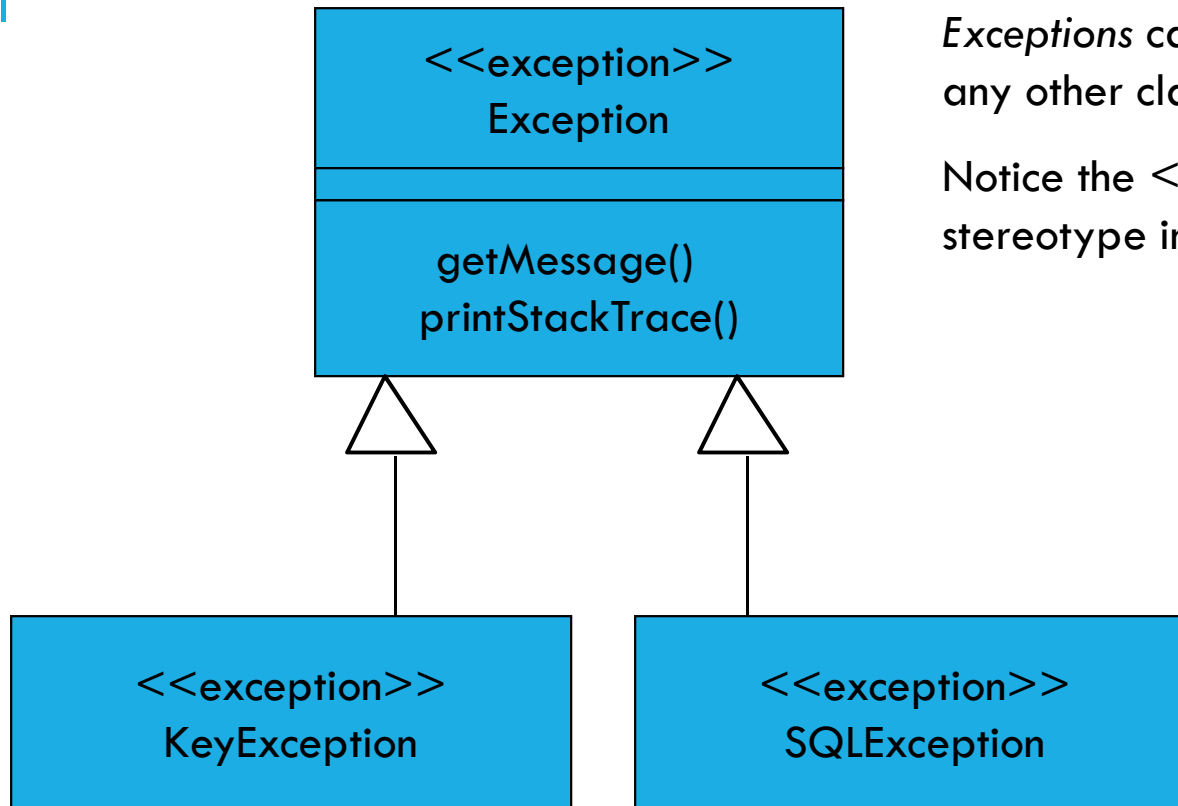 <<exception>>
Exception
getMessage()
printStackTrace()
<<exception>>
KeyException
<<exception>>
SQLException
Exceptions
any other
Notice the
stereotype